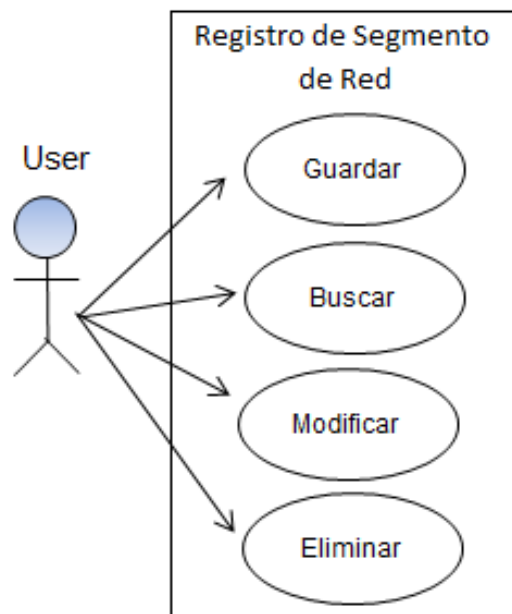 Registro de Segmento
de Red
User
Guardar
Buscar
Modificar
Eliminar